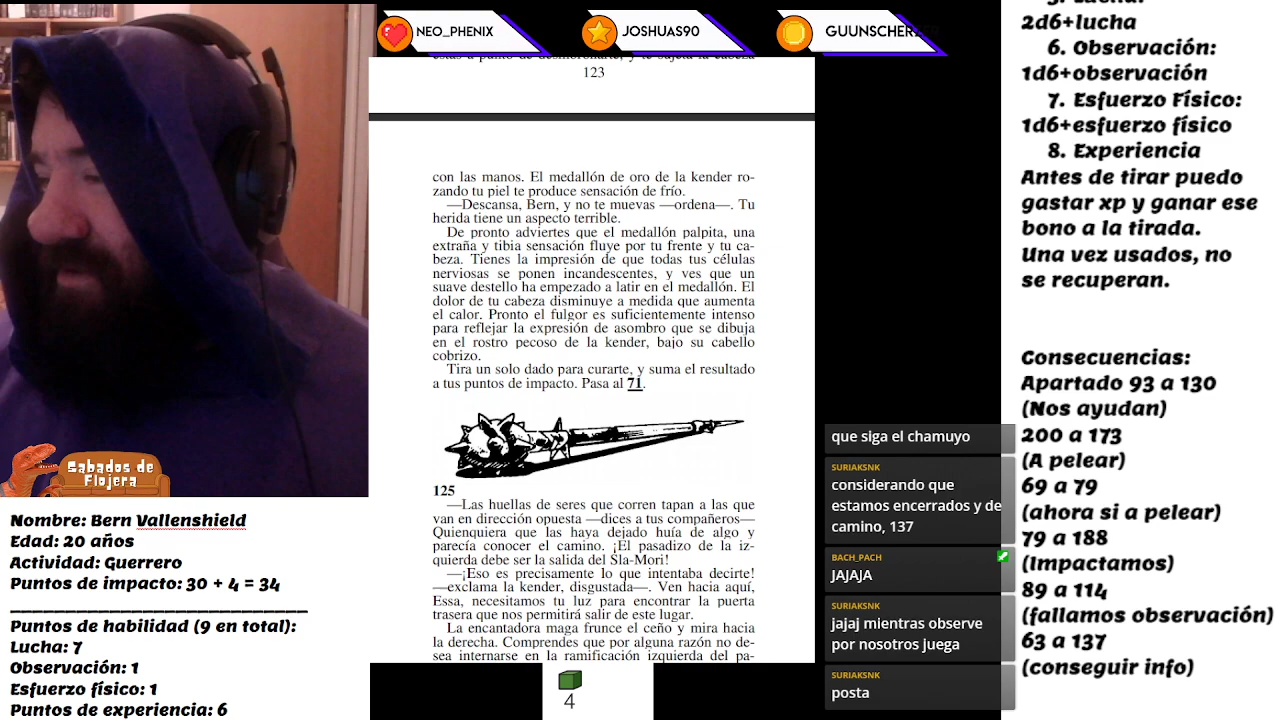 NEO_PHENIX
JOSHUAS90
GUUNSCHER
123
con las manos. El medallón de oro de la kender ro-
zando tu piel te produce sensación de frío.
—Descansa, Bern, y no te muevas —ordena—. Tu
herida tiene un aspecto terrible.
De pronto adviertes que el medallón palpita, una
extraña y tibia sensación fluye por tu frente y tu ca-
beza. Tienes la impresión de que todas tus células
nerviosas se ponen incandescentes, y ves que un
suave destello ha empezado a latir en el medallón. El
dolor de tu cabeza disminuye a medida que aumenta
el calor. Pronto el fulgor es suficientemente intenso
para reflejar la expresión de asombro que se dibuja
en el rostro pecoso de la kender, bajo su cabello
cobrizo.
Tira un solo dado para curarte, y suma el resultado
a tus puntos de impacto. Pasa al 71.
125
—Las huellas de seres que corren tapan a las que
van en dirección opuesta —dices a tus compañeros—
Quienquiera que las haya dejado huía de algo y
parecía conocer el camino. ¡El pasadizo de la iz-
quierda debe ser la salida del Sla-Mori!
—¡Eso es precisamente lo que intentaba decirte!
—exclama la kender, disgustada—. Ven hacia aquí,
Essa, necesitamos tu luz para encontrar la puerta
trasera que nos permitirá salir de este lugar.
La encantadora maga frunce el ceño y mira hacia
la derecha. Comprendes que por alguna razón no de-
sea internarse en la ramificación izquierda del pa-
4
Sabados de
Flojera
Nombre: Bern Vallenshield
Edad: 20 años
Actividad: Guerrero
Puntos de impacto: 30 + 4 = 34
Puntos de habilidad (9 en total):
Lucha: 7
Observación: 1
Esfuerzo físico: 1
Puntos de experiencia: 6
que siga el chamuyo
SURIAKSNK
considerando que
estamos encerrados y de
camino, 137
BACH_PACH
JAJAJA
SURIAKSNK
jajaj mientras observe
por nosotros juega
SURIAKSNK
posta
2d6+lucha
6. Observación:
1d6+observación
7. Esfuerzo Físico:
1d6+esfuerzo físico
8. Experiencia
Antes de tirar puedo
gastar xp y ganar ese
bono a la tirada.
Una vez usados, no
se recuperan.
Consecuencias:
Apartado 93 a 130
(Nos ayudan)
200 a 173
(A pelear)
69 a 79
(ahora si a pelear)
79 a 188
(Impactamos)
89 a 114
(fallamos observación)
63 a 137
(conseguir info)